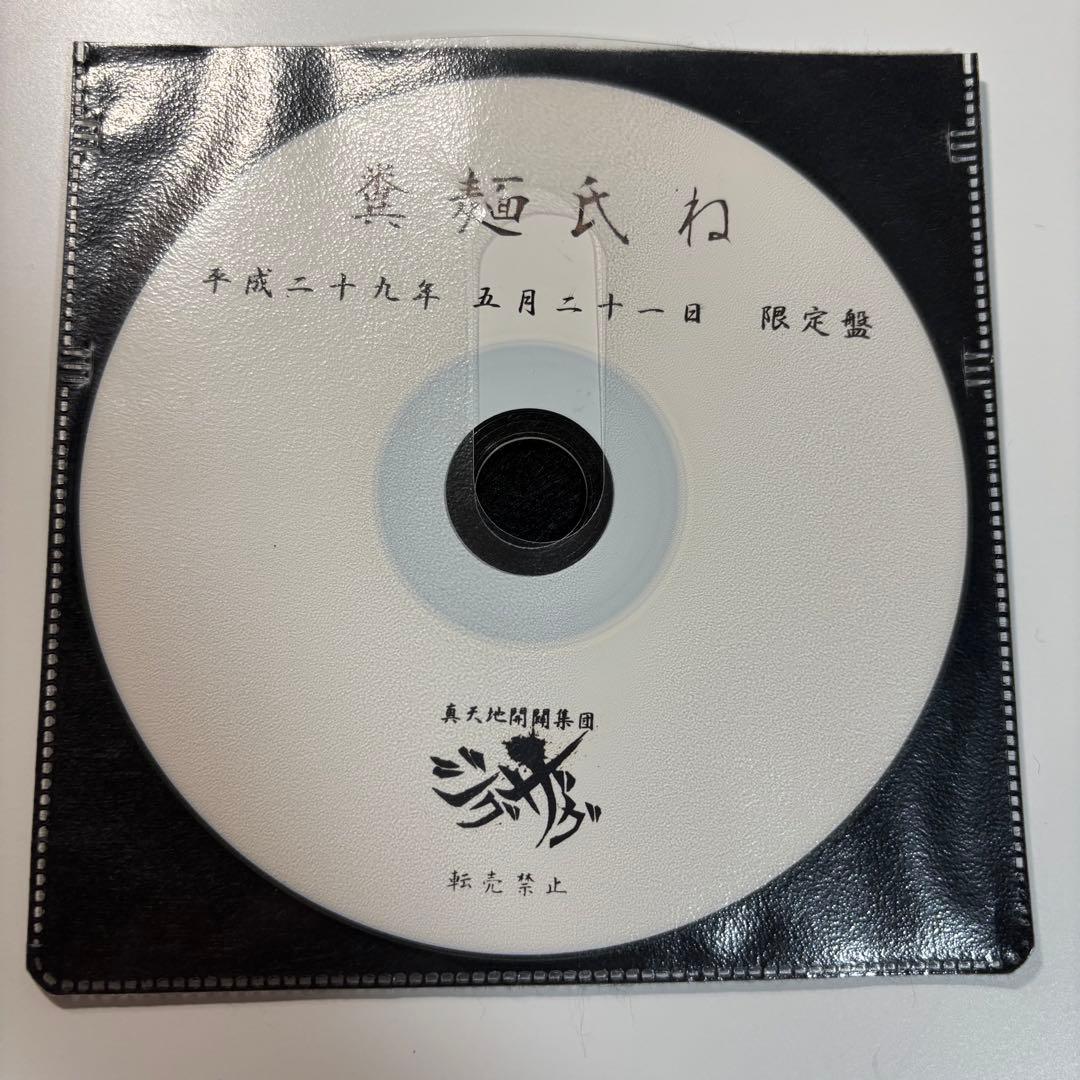 糞麺氏ね
平成二十九年 五月二十一日 限定盤
真天地開闢集団
ジグザグ
転売禁止